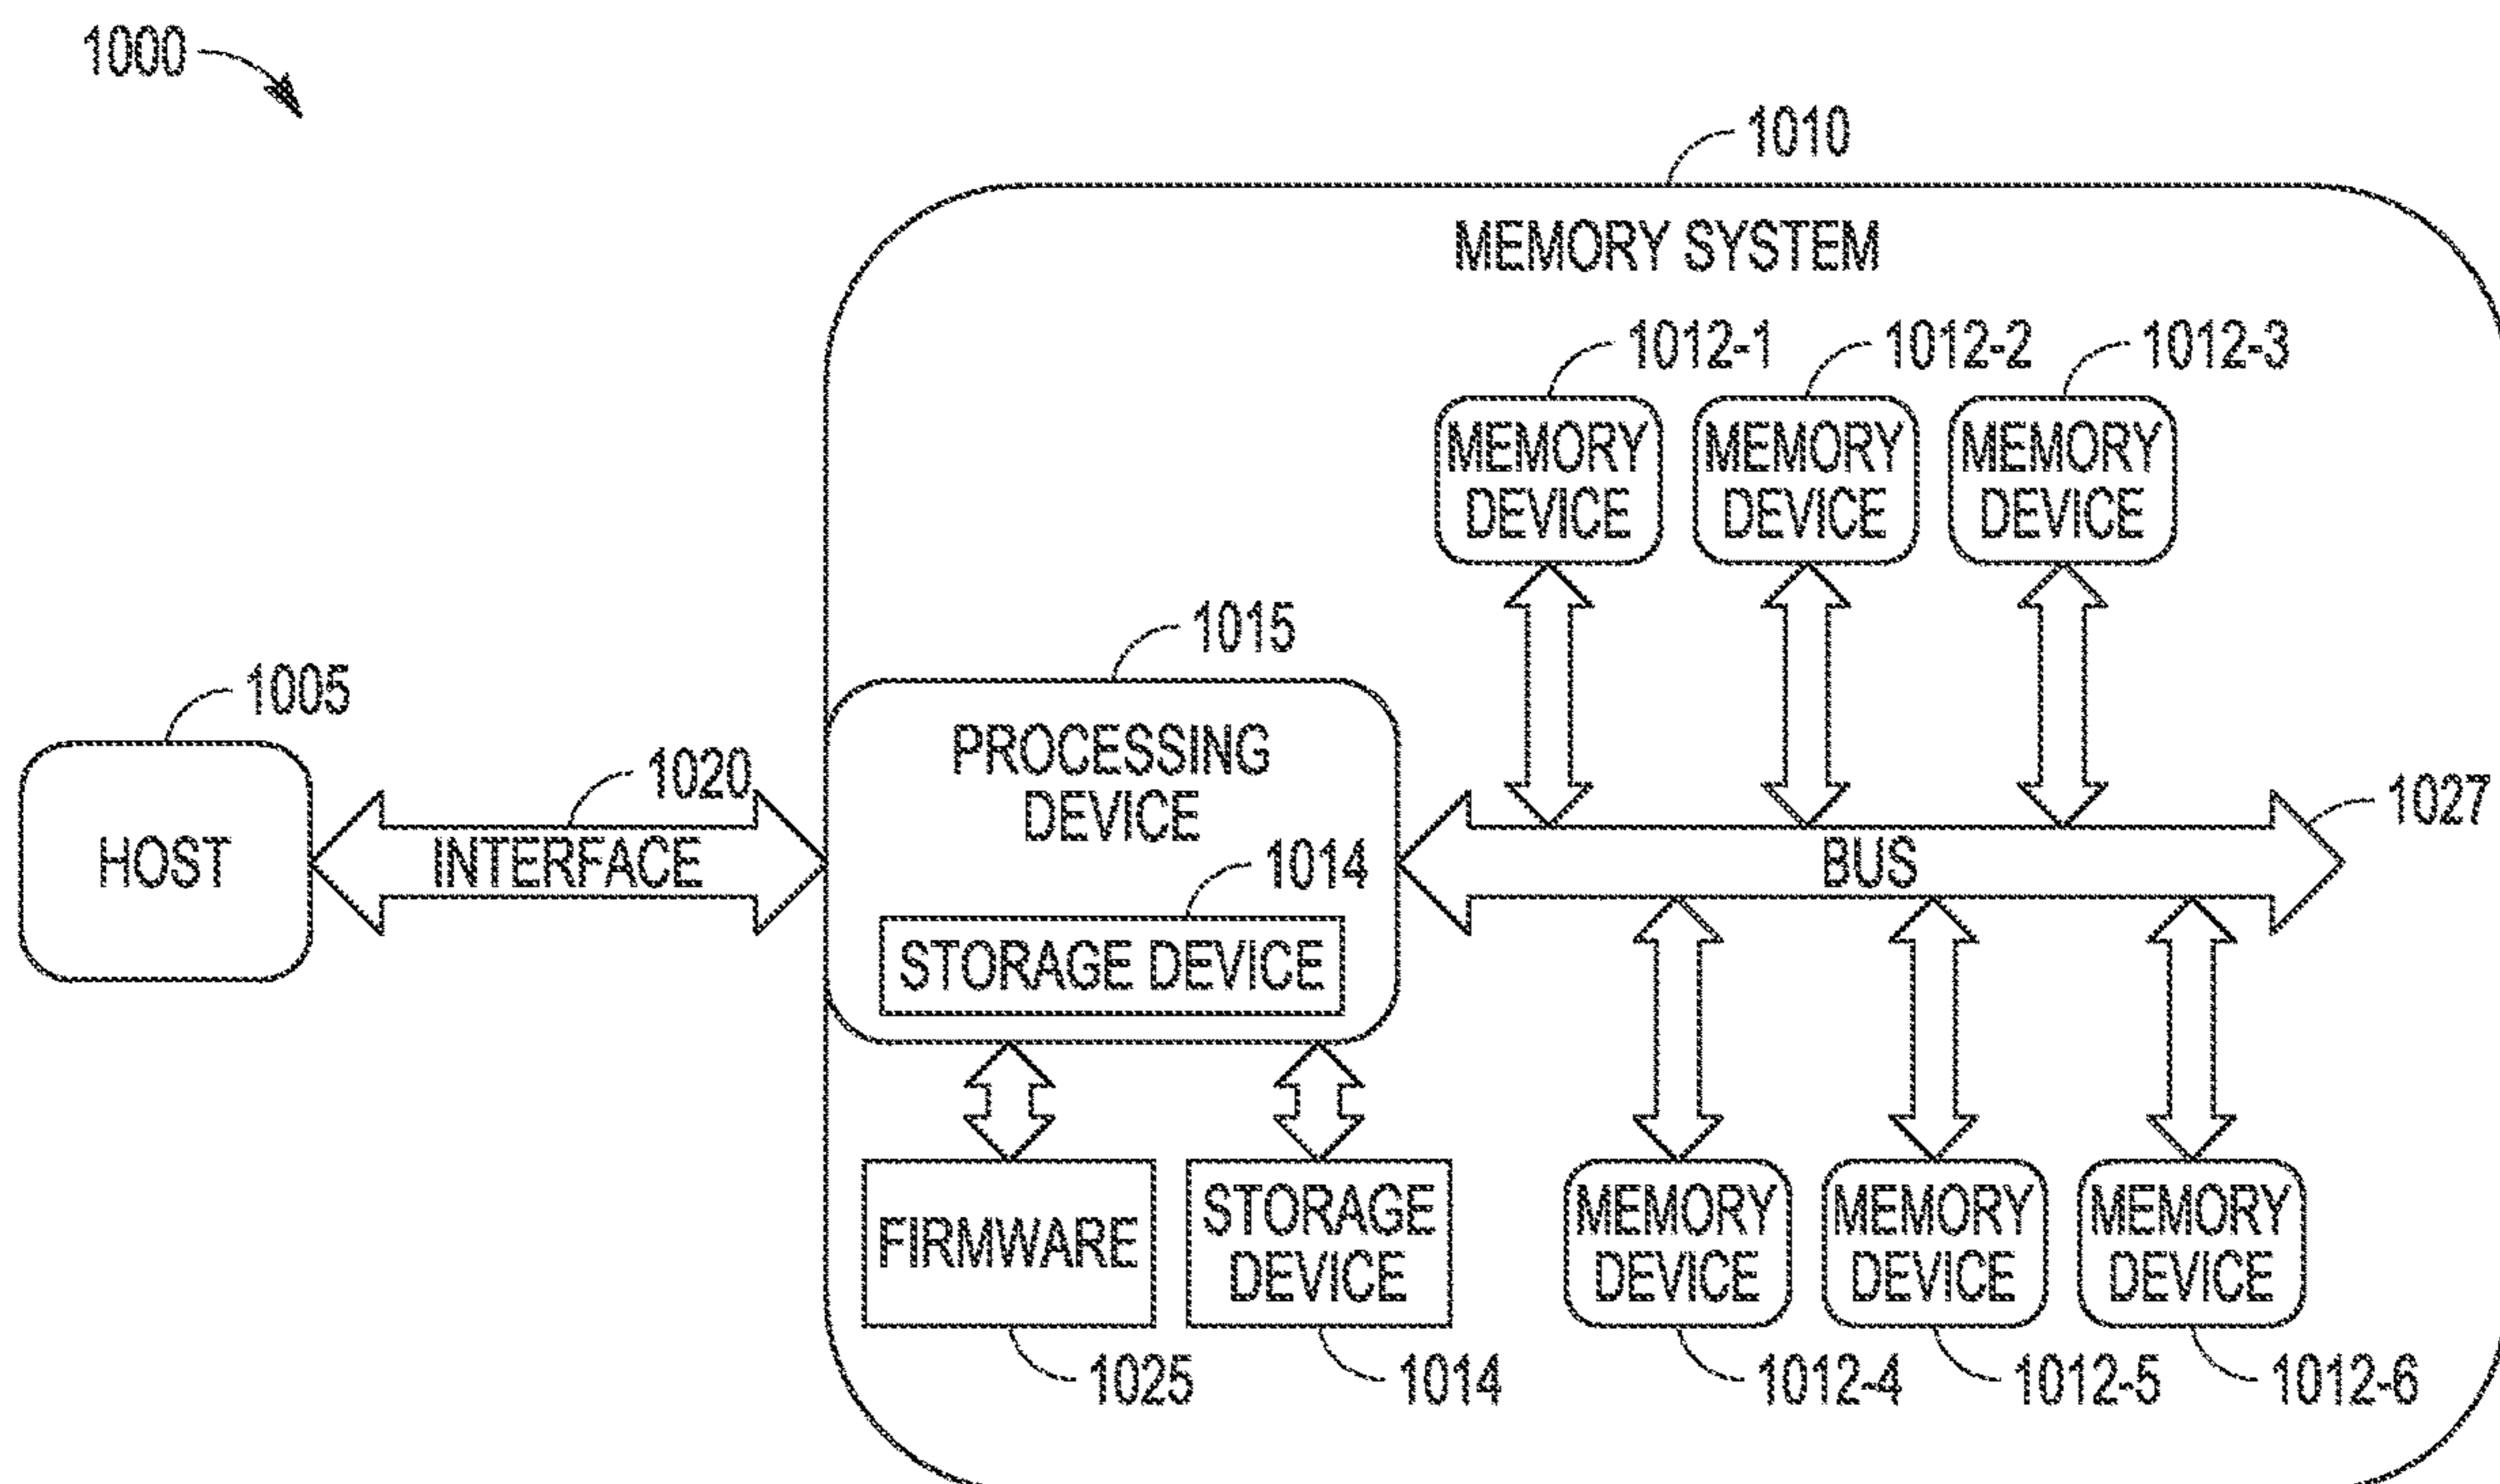 1000
1010
MEMORY SYSTEM
1012-1
1012-2
1012-3
MEMORY
DEVICE
MEMORY
DEVICE
MEMORY
DEVICE
1015
1005
PROCESSING
DEVICE
1020
1027
HOST
INTERFACE
1014
BUS
STORAGE DEVICE
FIRMWARE
STORAGE
DEVICE
MEMORY
DEVICE
MEMORY
DEVICE
MEMORY
DEVICE
1025
1014
1012-4
1012-5
1012-6